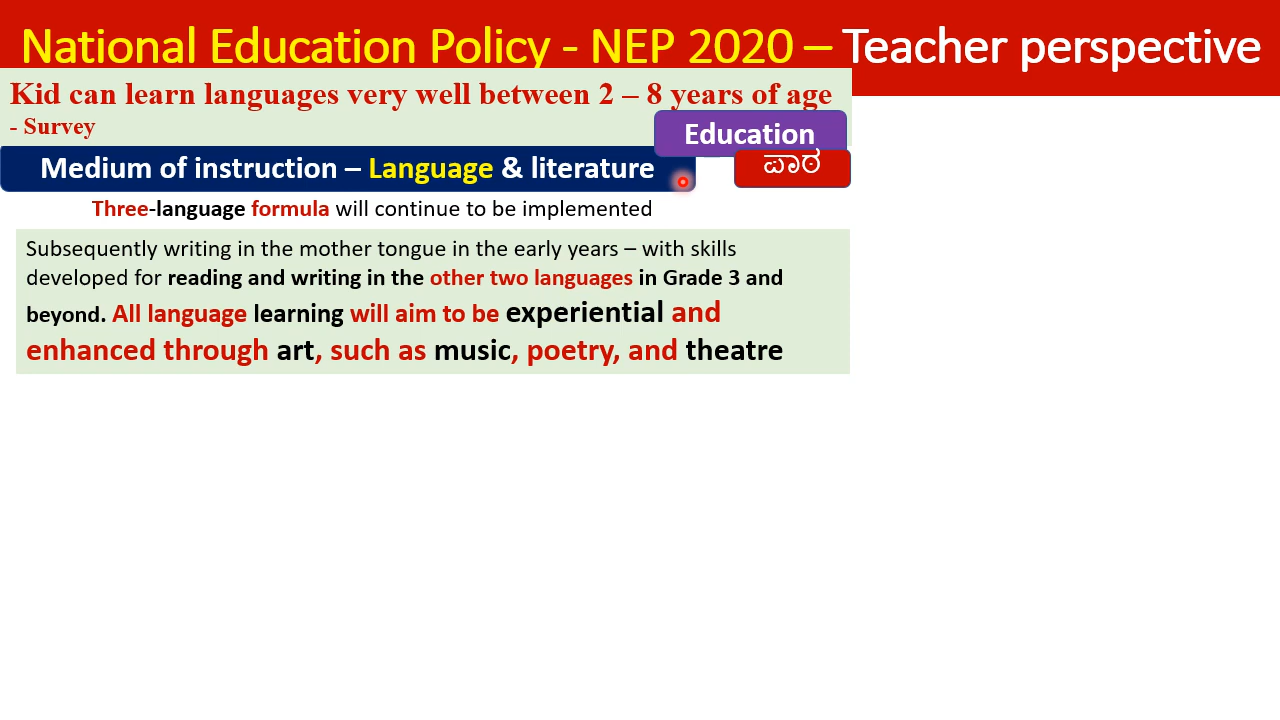 National Education Policy - NEP 2020 – Teacher perspective
Kid can learn languages very well between 2 – 8 years of age
- Survey
Education
Medium of instruction – Language & literature
ಪಾಠ
Three-language formula will continue to be implemented
Subsequently writing in the mother tongue in the early years – with skills
developed for reading and writing in the other two languages in Grade 3 and
beyond. All language learning will aim to be experiential and
enhanced through art, such as music, poetry, and theatre